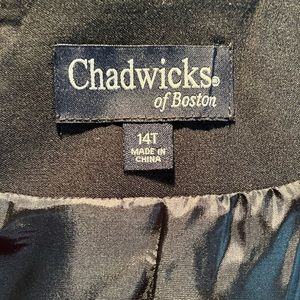 Chadwicks®
of Boston
14T
MADE IN
CHINA